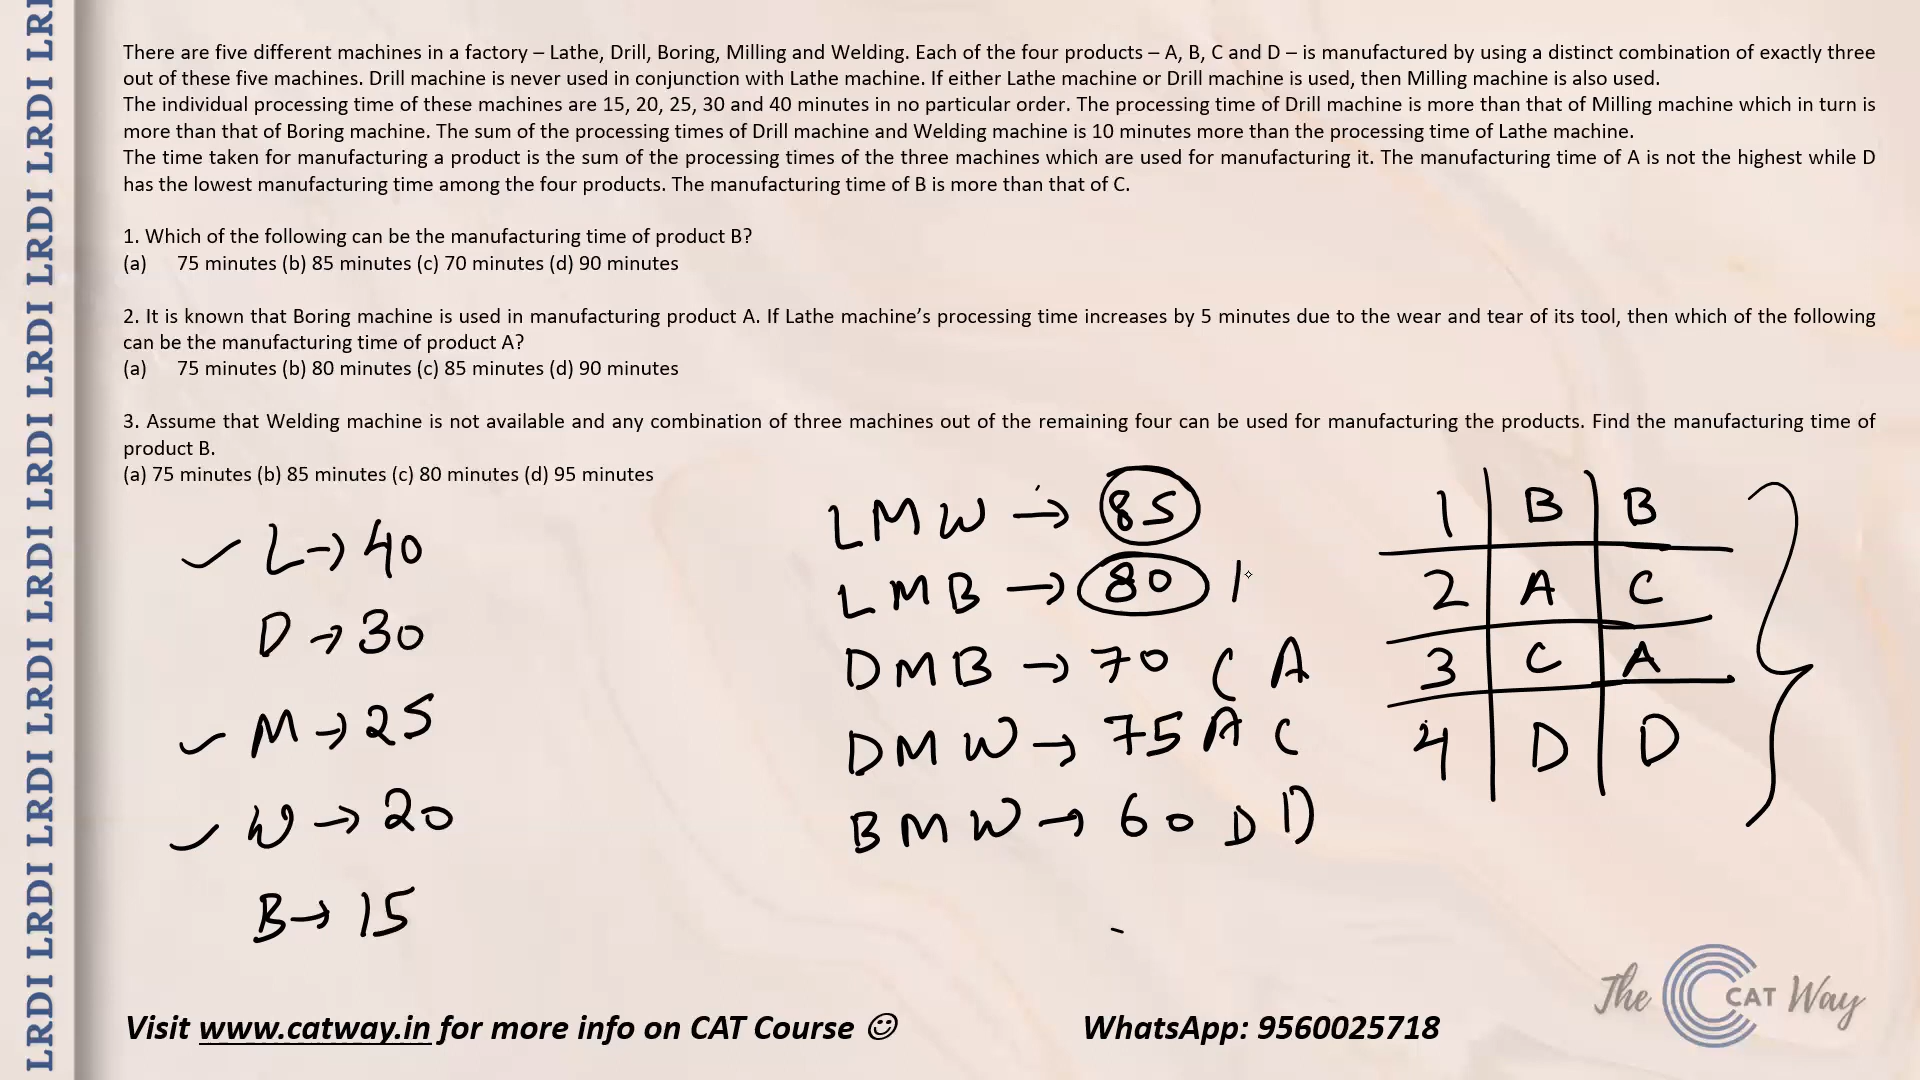 LRDI LRDI LRDI LRDI LRDI LRDI LRDI LRDI LRDI LRI
There are five different machines in a factory – Lathe, Drill, Boring, Milling and Welding. Each of the four products – A, B, C and D – is manufactured by using a distinct combination of exactly three
out of these five machines. Drill machine is never used in conjunction with Lathe machine. If either Lathe machine or Drill machine is used, then Milling machine is also used.
The individual processing time of these machines are 15, 20, 25, 30 and 40 minutes in no particular order. The processing time of Drill machine is more than that of Milling machine which in turn is
more than that of Boring machine. The sum of the processing times of Drill machine and Welding machine is 10 minutes more than the processing time of Lathe machine.
The time taken for manufacturing a product is the sum of the processing times of the three machines which are used for manufacturing it. The manufacturing time of A is not the highest while D
has the lowest manufacturing time among the four products. The manufacturing time of B is more than that of C.
1. Which of the following can be the manufacturing time of product B?
(a) 75 minutes (b) 85 minutes (c) 70 minutes (d) 90 minutes
2. It is known that Boring machine is used in manufacturing product A. If Lathe machine’s processing time increases by 5 minutes due to the wear and tear of its tool, then which of the following
can be the manufacturing time of product A?
(a) 75 minutes (b) 80 minutes (c) 85 minutes (d) 90 minutes
3. Assume that Welding machine is not available and any combination of three machines out of the remaining four can be used for manufacturing the products. Find the manufacturing time of
product B.
(a) 75 minutes (b) 85 minutes (c) 80 minutes (d) 95 minutes
L → 40
D → 30
M → 25
W → 20
B → 15
LMW → 85
LMB → 80
DMB → 70 C A
DMW → 75 A C
BMW → 60 D D
1 B B
2 A C
3 C A
4 D D
The CAT Way
Visit www.catway.in for more info on CAT Course ☺ WhatsApp: 9560025718